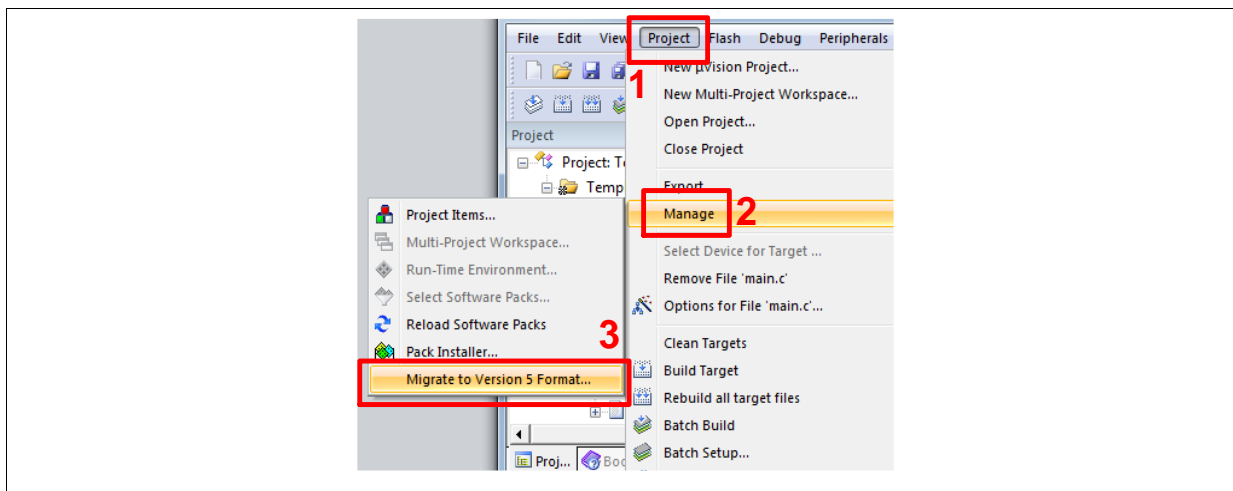 File Edit View Project Flash Debug Peripherals
1
New µVision Project...
New Multi-Project Workspace...
Open Project...
Close Project
Export
Manage
2
Select Device for Target ...
Remove File 'main.c'
Options for File 'main.c'...
Clean Targets
Build Target
Rebuild all target files
Batch Build
Batch Setup...
Project
Project:
Project Items...
Multi-Project Workspace...
Run-Time Environment...
Select Software Packs...
Reload Software Packs
Pack Installer...
3
Migrate to Version 5 Format...
Proj...